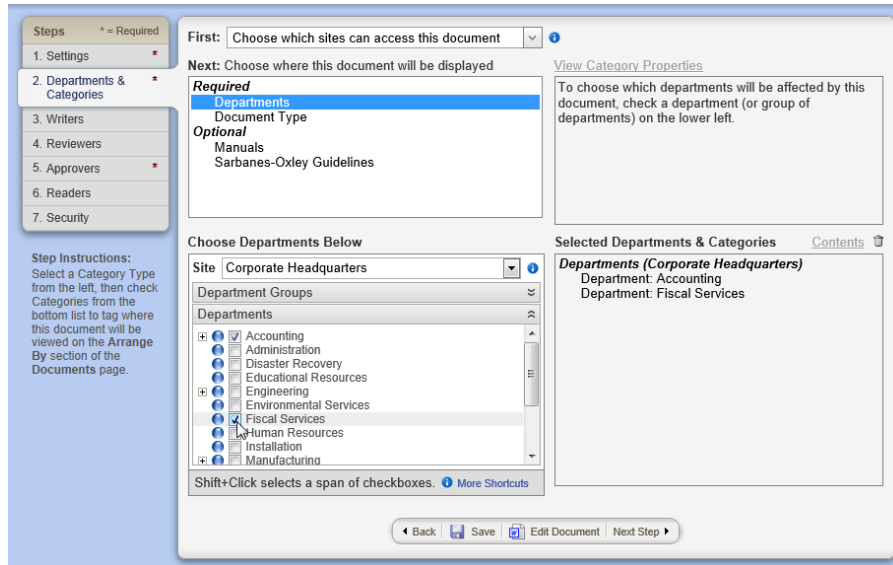 Steps * = Required
1. Settings *
2. Departments & *
Categories
3. Writers
4. Reviewers
5. Approvers *
6. Readers
7. Security
Step Instructions:
Select a Category Type
from the left, then check
Categories from the
bottom list to tag where
this document will be
viewed on the Arrange
By section of the
Documents page.
First: Choose which sites can access this document
Next: Choose where this document will be displayed
Required
Departments
Document Type
Optional
Manuals
Sarbanes-Oxley Guidelines
View Category Properties
To choose which departments will be affected by this
document, check a department (or group of
departments) on the lower left.
Choose Departments Below
Site Corporate Headquarters
Department Groups
Departments
Accounting
Administration
Disaster Recovery
Educational Resources
Engineering
Environmental Services
Fiscal Services
Human Resources
Installation
Manufacturing
Shift+Click selects a span of checkboxes. More Shortcuts
Selected Departments & Categories Contents
Departments (Corporate Headquarters)
Department: Accounting
Department: Fiscal Services
Back Save Edit Document Next Step